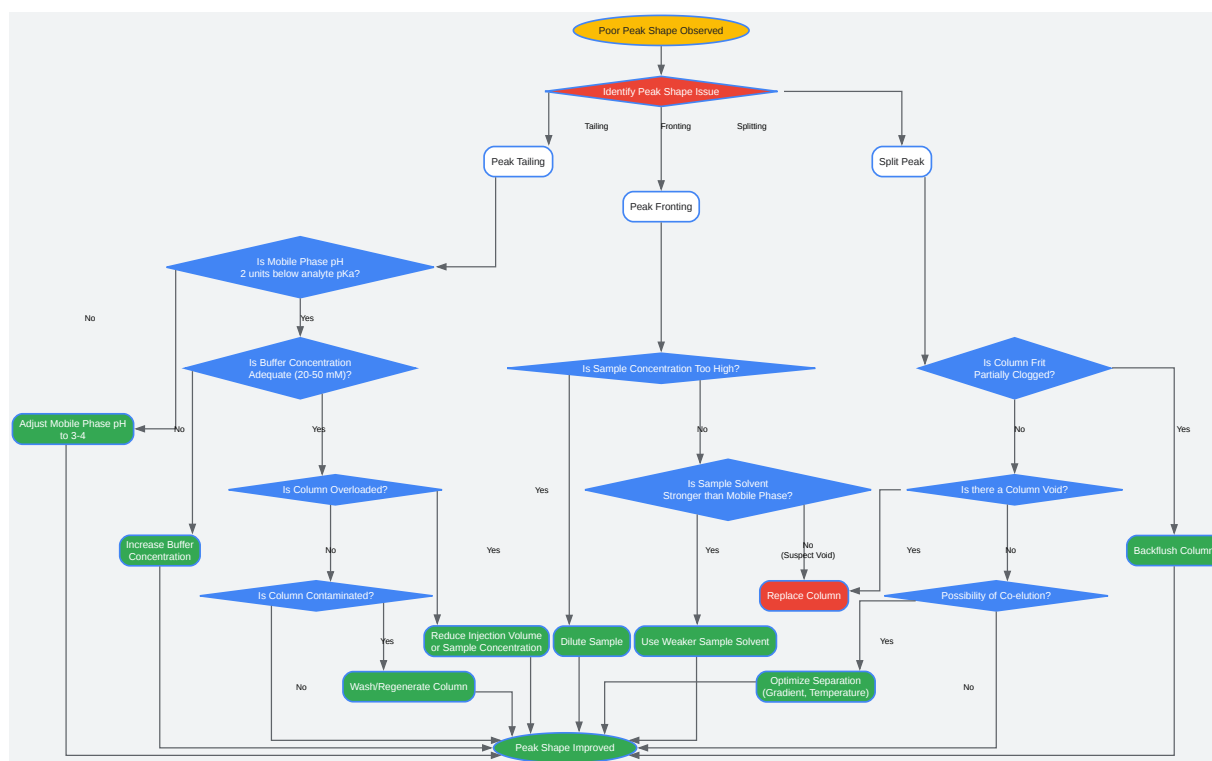 Poor Peak Shape Observed
Identify Peak Shape Issue
Tailing
Fronting
Splitting
Peak Tailing
Split Peak
Peak Fronting
Is Mobile Phase pH
2 units below analyte pKa?
No
Yes
Is Buffer Concentration
Adequate (20-50 mM)?
Is Sample Concentration Too High?
Is Column Frit
Partially Clogged?
Adjust Mobile Phase pH
to 3-4
No
Yes
No
No
Yes
Is Column Overloaded?
Yes
Is Sample Solvent
Stronger than Mobile Phase?
Is there a Column Void?
Increase Buffer
Concentration
No
Yes
Yes
No
(Suspect Void)
Yes
No
Backflush Column
Is Column Contaminated?
Replace Column
Possibility of Co-elution?
Yes
Reduce Injection Volume
or Sample Concentration
Dilute Sample
Use Weaker Sample Solvent
Yes
No
Wash/Regenerate Column
Optimize Separation
(Gradient, Temperature)
No
Peak Shape Improved